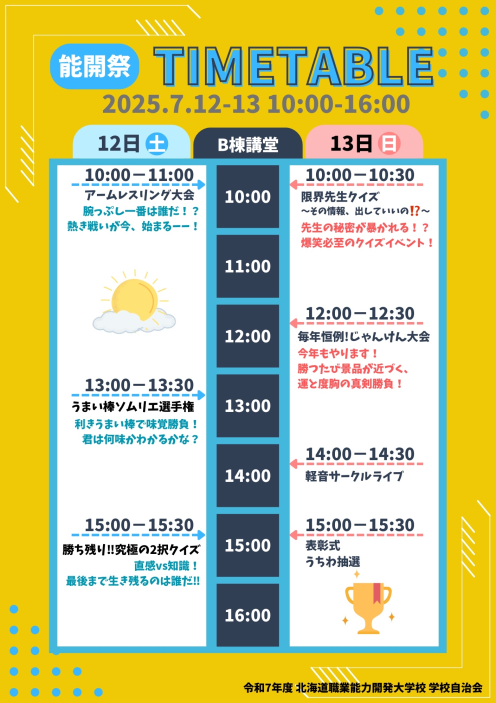 能開祭 TIMETABLE
2025.7.12-13 10:00-16:00
12日 土
B棟講堂
13日 日
10:00－11:00
アームレスリング大会
腕っぷし一番は誰だ！？
熱き戦いが今、始まるーー！
13:00－13:30
うまい棒ソムリエ選手権
利きうまい棒で味覚勝負！
君は何味かわかるかな？
15:00－15:30
勝ち残り!!究極の2択クイズ
直感vs知識！
最後まで生き残るのは誰だ!!
10:00
11:00
12:00
13:00
14:00
15:00
16:00
10:00－10:30
限界先生クイズ
～その情報、出していいの⁉～
先生の秘密が暴かれる！？
爆笑必至のクイズイベント！
12:00－12:30
毎年恒例!じゃんけん大会
今年もやります！
勝つたび景品が近づく、
運と度胸の真剣勝負！
14:00－14:30
軽音サークルライブ
15:00－15:30
表彰式
うちわ抽選
令和7年度 北海道職業能力開発大学校 学校自治会